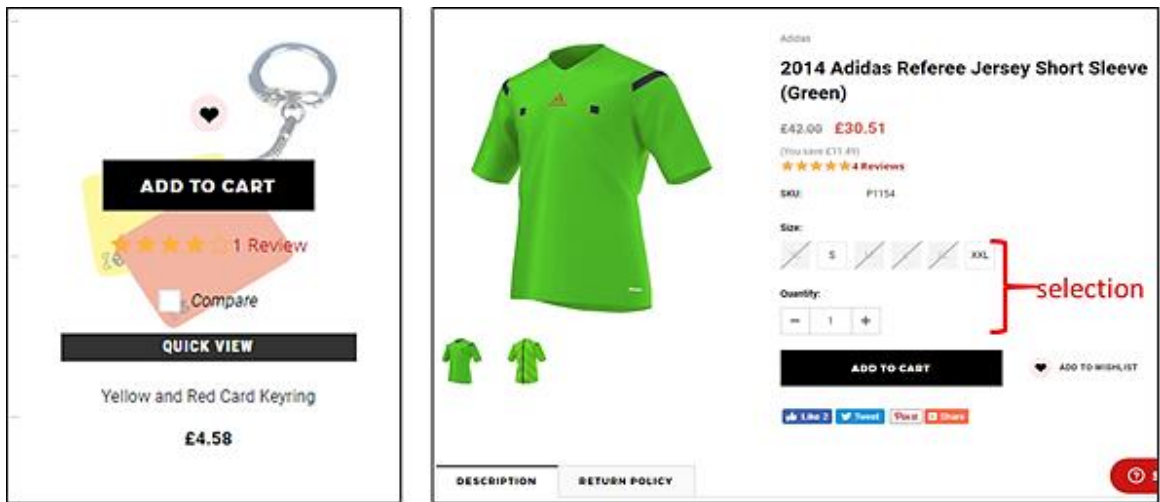 ADD TO CART
1 Review
Compare
QUICK VIEW
Yellow and Red Card Keyring
£4.58
Adidas
2014 Adidas Referee Jersey Short Sleeve
(Green)
£42.00 £30.51
(You save £11.49)
4 Reviews
SKU: P1154
Size:
S XXL
Quantity:
− 1 +
selection
ADD TO CART ADD TO WISHLIST
Like 2 Tweet Pinit Share
DESCRIPTION RETURN POLICY